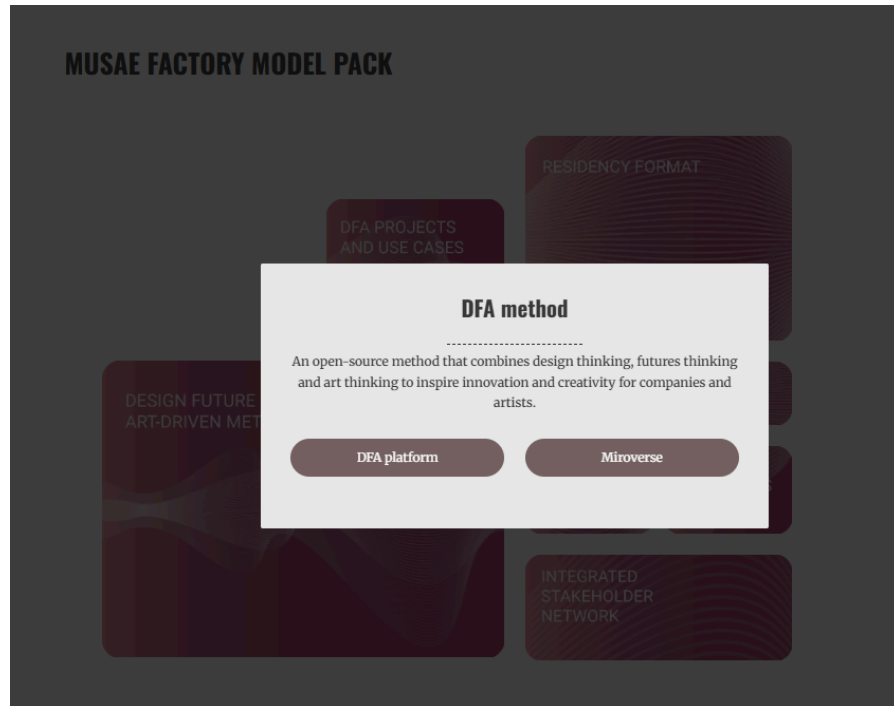 MUSAE FACTORY MODEL PACK
RESIDENCY FORMAT
DFA PROJECTS
AND USE CASES
DFA method
An open-source method that combines design thinking, futures thinking
and art thinking to inspire innovation and creativity for companies and
artists.
DFA platform
Miroverse
DESIGN FUTURE
ART-DRIVEN
INTEGRATED
STAKEHOLDER
NETWORK